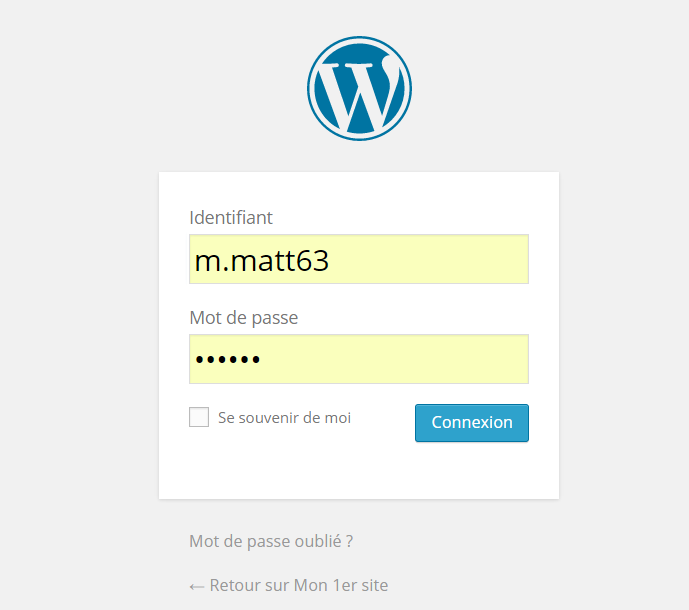 Identifiant
m.matt63
Mot de passe
••••••
Se souvenir de moi
Connexion
Mot de passe oublié ?
← Retour sur Mon 1er site